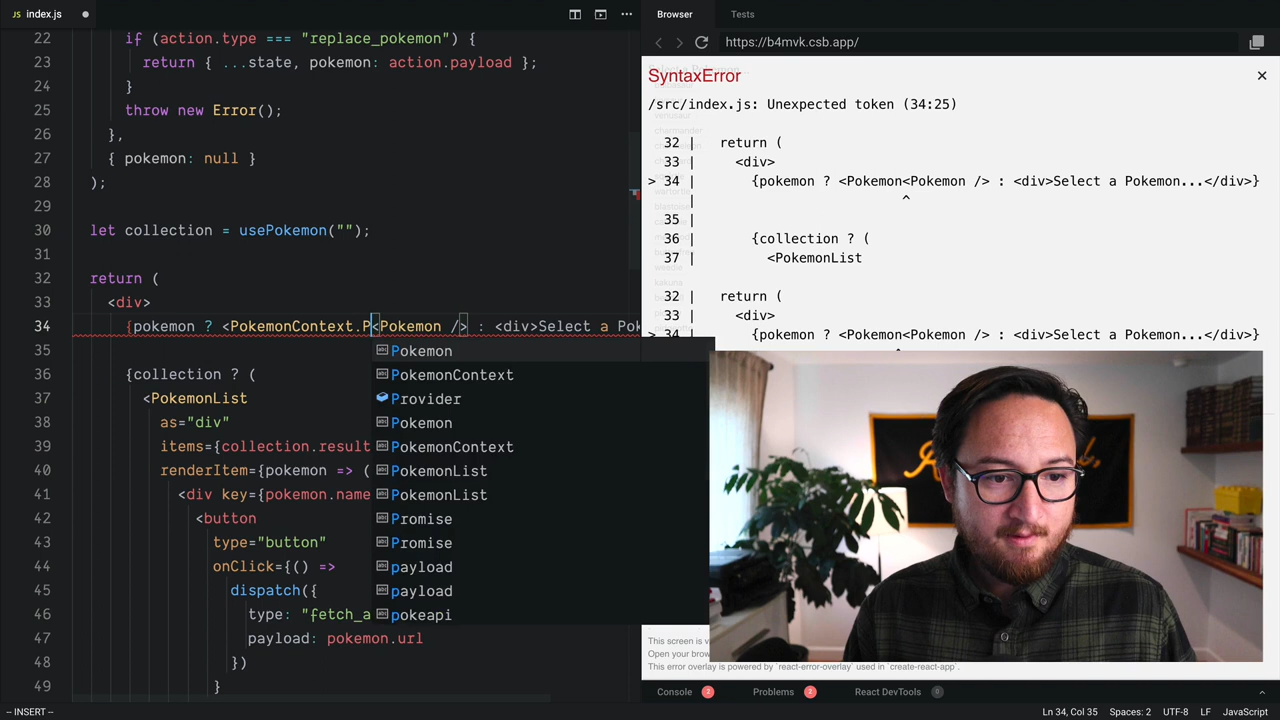 JS index.js
Browser Tests
https://b4mvk.csb.app/
22 if (action.type === "replace_pokemon") {
23 return { ...state, pokemon: action.payload };
24 }
25 throw new Error();
26 },
27 { pokemon: null }
28 );
29
30 let collection = usePokemon("");
31
32 return (
33 <div>
34 {pokemon ? <PokemonContext.P<Pokemon /> : <div>Select a Pok
35
36 {collection ? (
37 <PokemonList
38 as="div"
39 items={collection.result
40 renderItem={pokemon => (
41 <div key={pokemon.name
42 <button
43 type="button"
44 onClick={() =>
45 dispatch({
46 type: "fetch_a
47 payload: pokemon.url
48 })
49 }
Pokemon
PokemonContext
Provider
Pokemon
PokemonContext
PokemonList
PokemonList
Promise
Promise
payload
payload
pokeapi
SyntaxError
/src/index.js: Unexpected token (34:25)
32 | return (
33 | <div>
> 34 | {pokemon ? <Pokemon<Pokemon /> : <div>Select a Pokemon...</div>}
| ^
35 |
36 | {collection ? (
37 | <PokemonList
32 | return (
33 | <div>
> 34 | {pokemon ? <Pokemon<Pokemon /> : <div>Select a Pokemon...</div>}
^
venusaur
charmander
blastoise
weedle
kakuna
This screen is v
Open your brow
This error overlay is powered by `react-error-overlay` used in `create-react-app`.
Console 2 Problems 2 React DevTools 0
-- INSERT -- Ln 34, Col 35 Spaces: 2 UTF-8 LF JavaScript